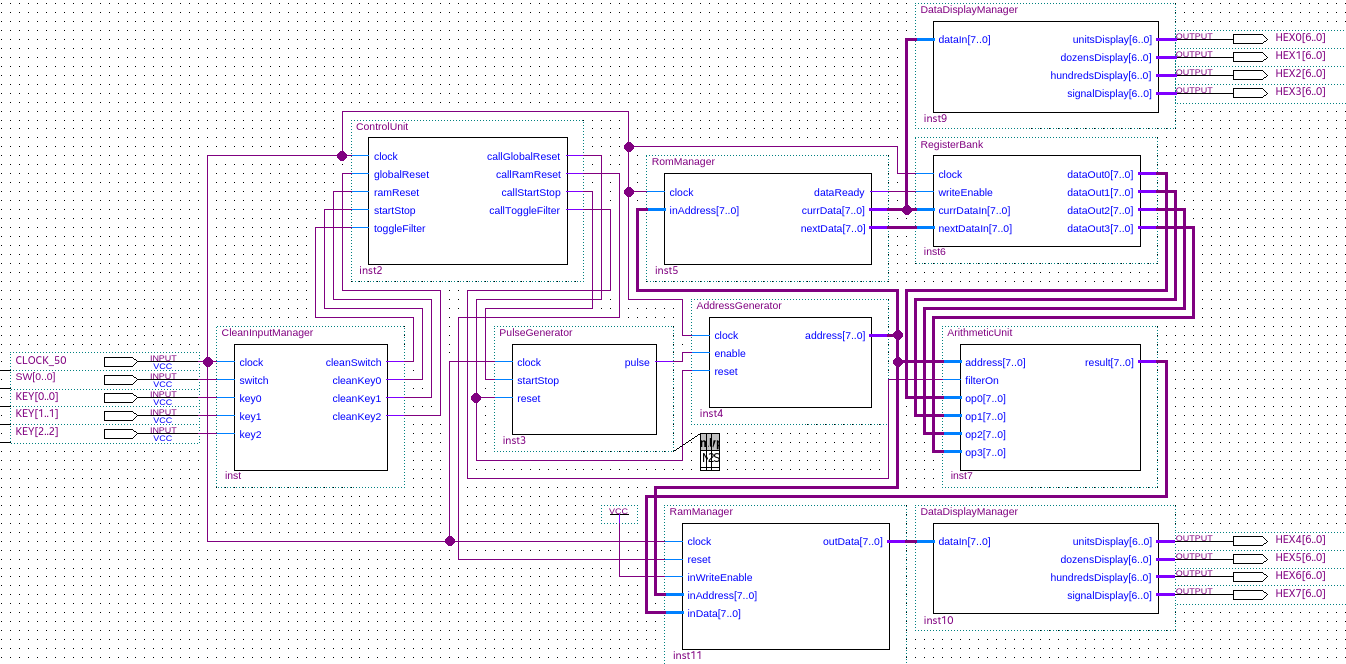 DataDisplayManager
dataIn[7..0]
unitsDisplay[6..0]
dozensDisplay[6..0]
hundredsDisplay[6..0]
signalDisplay[6..0]
inst9
OUTPUT
HEX0[6..0]
OUTPUT
HEX1[6..0]
OUTPUT
HEX2[6..0]
OUTPUT
HEX3[6..0]
ControlUnit
clock
globalReset
ramReset
startStop
toggleFilter
callGlobalReset
callRamReset
callStartStop
callToggleFilter
inst2
RomManager
clock
inAddress[7..0]
dataReady
currData[7..0]
nextData[7..0]
inst5
RegisterBank
clock
writeEnable
currDataIn[7..0]
nextDataIn[7..0]
dataOut0[7..0]
dataOut1[7..0]
dataOut2[7..0]
dataOut3[7..0]
inst6
CLOCK_50
INPUT
VCC
SW[0..0]
INPUT
VCC
KEY[0..0]
INPUT
VCC
KEY[1..1]
INPUT
VCC
KEY[2..2]
INPUT
VCC
CleanInputManager
clock
switch
key0
key1
key2
cleanSwitch
cleanKey0
cleanKey1
cleanKey2
inst
PulseGenerator
clock
startStop
reset
pulse
inst3
AddressGenerator
clock
enable
reset
address[7..0]
inst4
ArithmeticUnit
address[7..0]
filterOn
op0[7..0]
op1[7..0]
op2[7..0]
op3[7..0]
result[7..0]
inst7
VCC
RamManager
clock
reset
inWriteEnable
inAddress[7..0]
inData[7..0]
outData[7..0]
inst11
DataDisplayManager
dataIn[7..0]
unitsDisplay[6..0]
dozensDisplay[6..0]
hundredsDisplay[6..0]
signalDisplay[6..0]
inst10
OUTPUT
HEX4[6..0]
OUTPUT
HEX5[6..0]
OUTPUT
HEX6[6..0]
OUTPUT
HEX7[6..0]